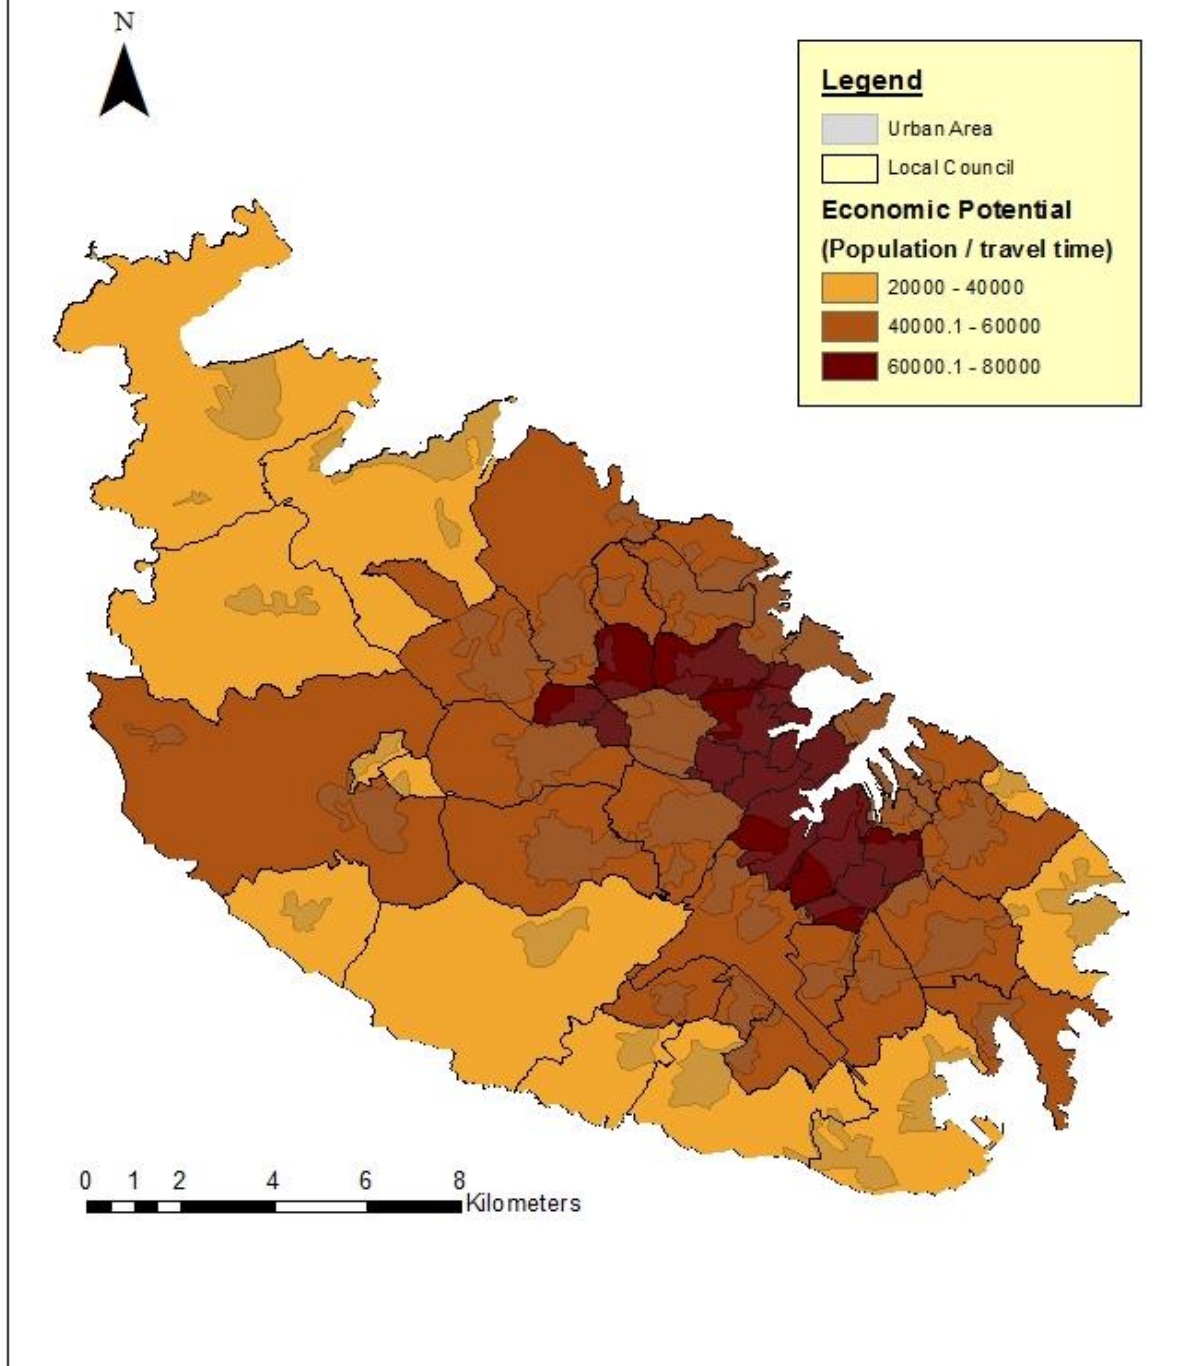 N
Legend
Urban Area
Local Council
Economic Potential
(Population / travel time)
20000 - 40000
40000.1 - 60000
60000.1 - 80000
0 1 2 4 6 8
Kilometers